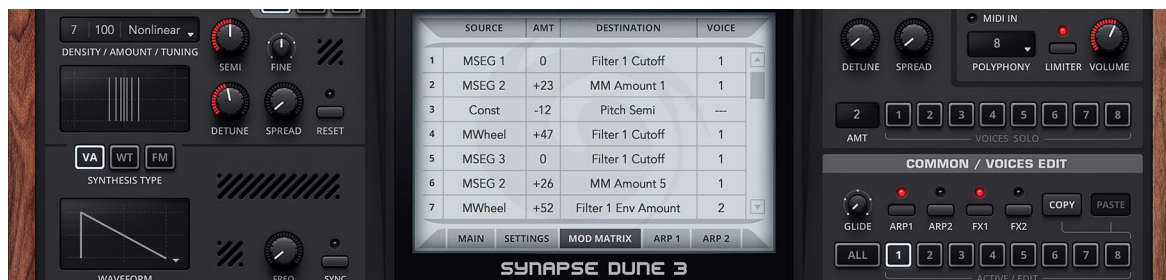 7 100 Nonlinear
DENSITY / AMOUNT / TUNING
SEMI FINE
DETUNE SPREAD RESET
VA WT FM
SYNTHESIS TYPE
WAVEFORM
FREQ SYNC
SOURCE AMT DESTINATION VOICE
1 MSEG 1 0 Filter 1 Cutoff 1
2 MSEG 2 +23 MM Amount 1 1
3 Const -12 Pitch Semi ---
4 MWheel +47 Filter 1 Cutoff 1
5 MSEG 3 0 Filter 1 Cutoff 1
6 MSEG 2 +26 MM Amount 5 1
7 MWheel +52 Filter 1 Env Amount 2
MAIN SETTINGS MOD MATRIX ARP 1 ARP 2
SYNAPSE DUNE 3
MIDI IN
8
DETUNE SPREAD POLYPHONY LIMITER VOLUME
2 1 2 3 4 5 6 7 8
AMT VOICES SOLO
COMMON / VOICES EDIT
COPY PASTE
GLIDE ARP1 ARP2 FX1 FX2
ALL 1 2 3 4 5 6 7 8
ACTIVE / EDIT